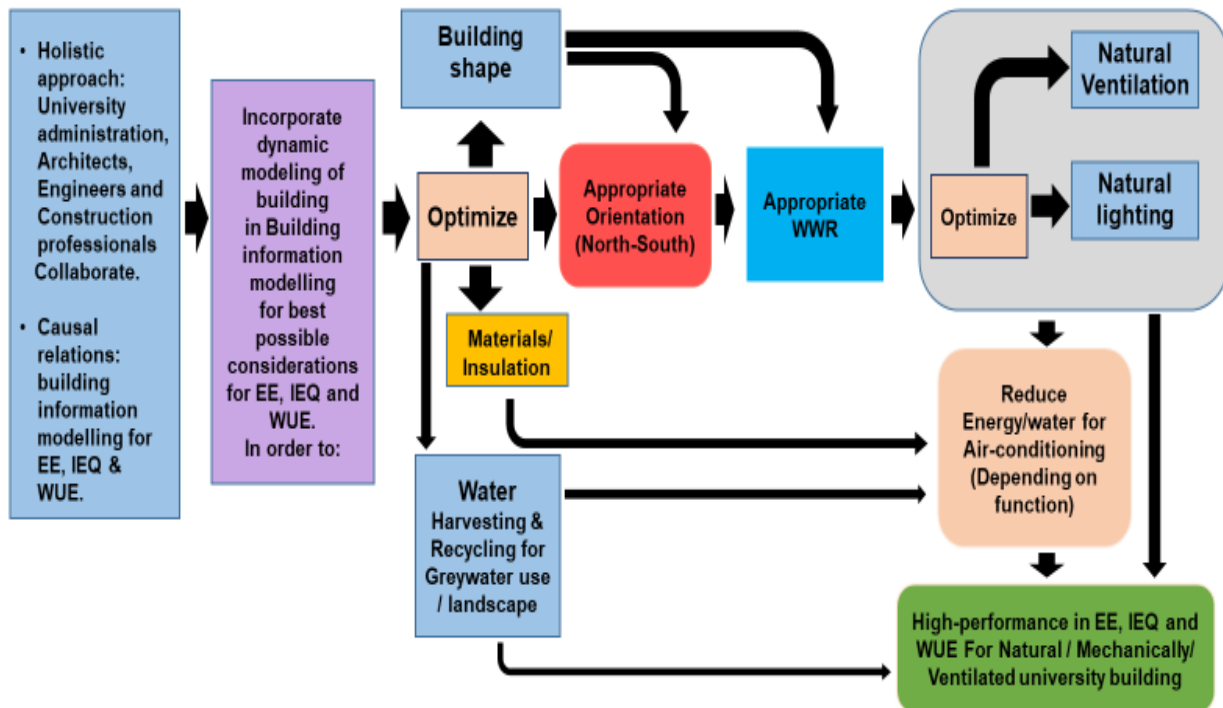 • Holistic
approach:
University
administration,
Architects,
Engineers and
Construction
professionals
Collaborate.
• Causal
relations:
building
information
modelling for
EE, IEQ &
WUE.
Incorporate
dynamic
modeling of
building
in Building
information
modelling
for best
possible
considerations
for EE, IEQ and
WUE.
In order to:
Building
shape
Optimize
Materials/
Insulation
Water
Harvesting &
Recycling for
Greywater use
/ landscape
Appropriate
Orientation
(North-South)
Appropriate
WWR
Optimize
Natural
Ventilation
Natural
lighting
Reduce
Energy/water for
Air-conditioning
(Depending on
function)
High-performance in EE, IEQ and
WUE For Natural / Mechanically/
Ventilated university building